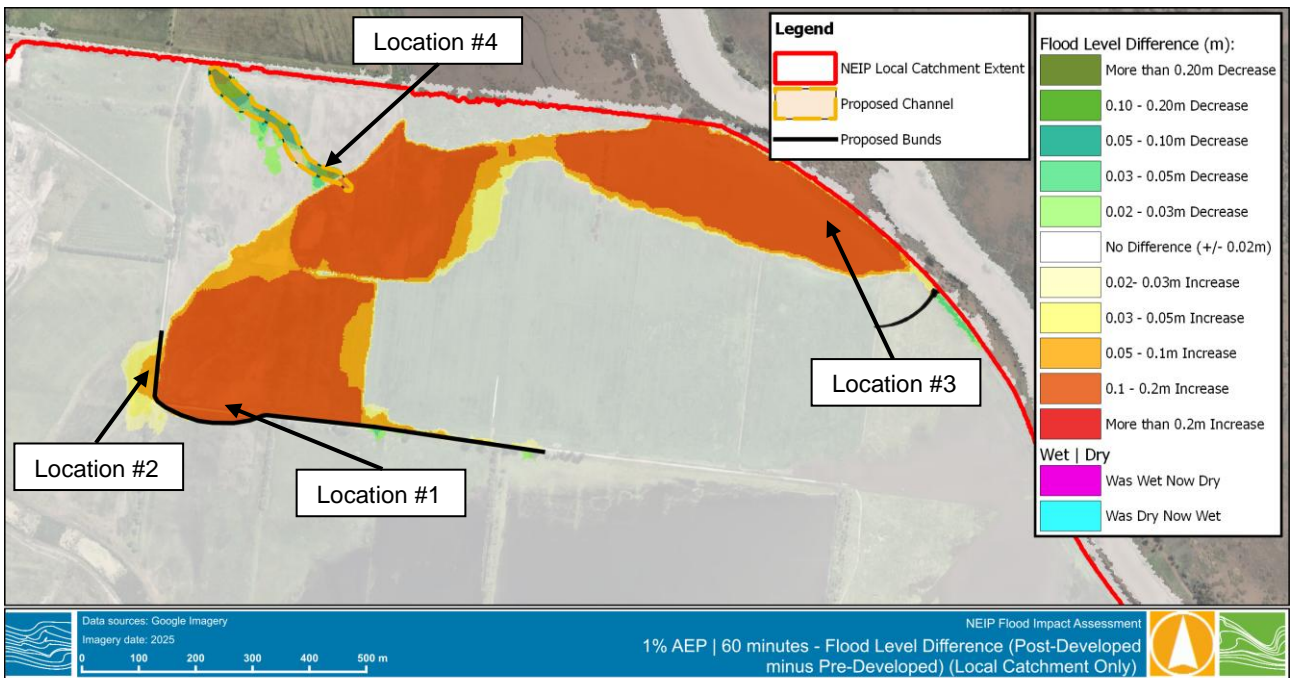 Location #4
Location #2
Location #1
Location #3
Legend
NEIP Local Catchment Extent
Proposed Channel
Proposed Bunds
Flood Level Difference (m):
More than 0.20m Decrease
0.10 - 0.20m Decrease
0.05 - 0.10m Decrease
0.03 - 0.05m Decrease
0.02 - 0.03m Decrease
No Difference (+/- 0.02m)
0.02- 0.03m Increase
0.03 - 0.05m Increase
0.05 - 0.1m Increase
0.1 - 0.2m Increase
More than 0.2m Increase
Wet | Dry
Was Wet Now Dry
Was Dry Now Wet
Data sources: Google Imagery
Imagery date: 2025
0 100 200 300 400 500 m
NEIP Flood Impact Assessment
1% AEP | 60 minutes - Flood Level Difference (Post-Developed
minus Pre-Developed) (Local Catchment Only)